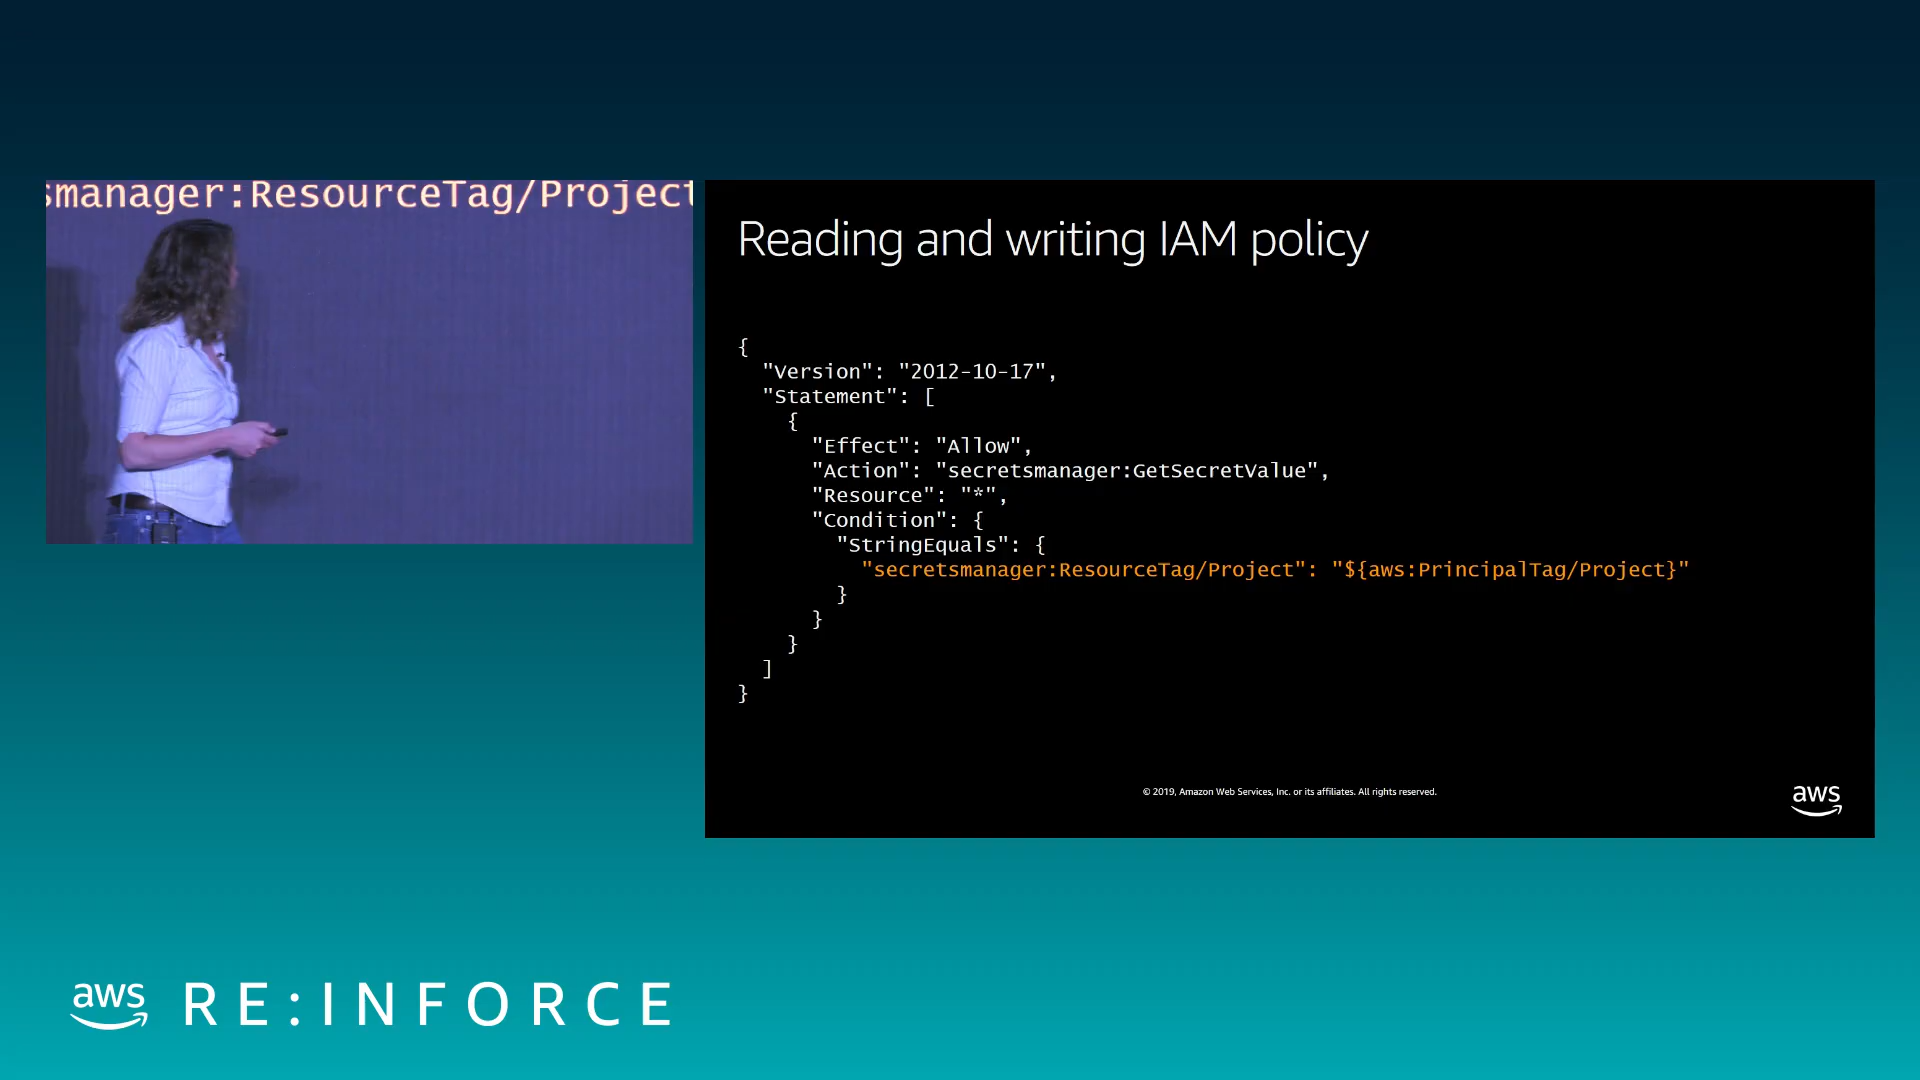 smanager:ResourceTag/Project
Reading and writing IAM policy
{
  "Version": "2012-10-17",
  "Statement": [
    {
      "Effect": "Allow",
      "Action": "secretsmanager:GetSecretValue",
      "Resource": "*",
      "Condition": {
        "StringEquals": {
          "secretsmanager:ResourceTag/Project": "${aws:PrincipalTag/Project}"
        }
      }
    }
  ]
}
© 2019, Amazon Web Services, Inc. or its affiliates. All rights reserved.
aws
aws RE:INFORCE